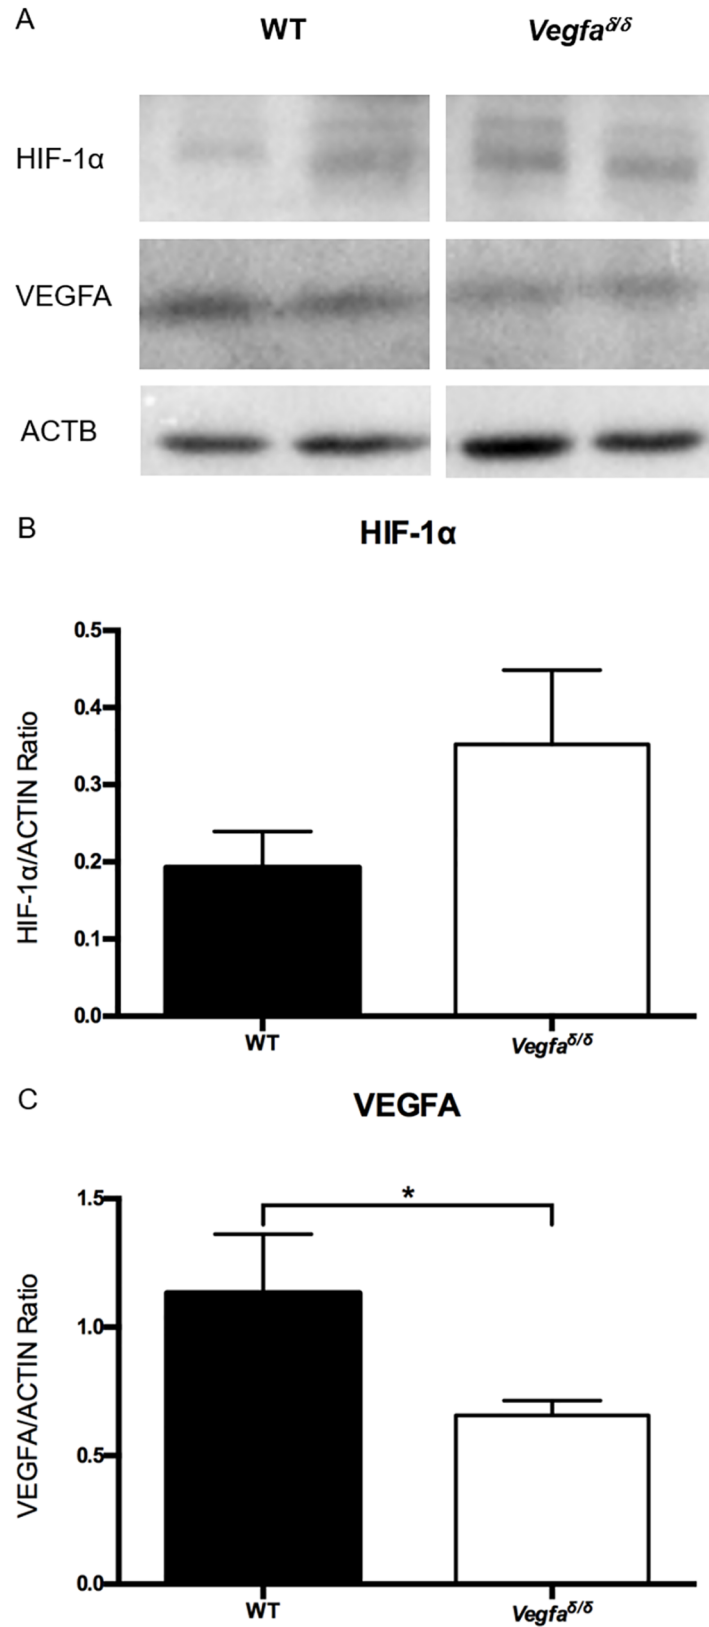 A
WT
Vegfaδ/δ
HIF-1α
VEGFA
ACTB
B
HIF-1α
0.5
0.4
0.3
0.2
0.1
0.0
HIF-1α/ACTIN Ratio
WT
Vegfaδ/δ
C
VEGFA
*
1.5
1.0
0.5
0.0
VEGFA/ACTIN Ratio
WT
Vegfaδ/δ